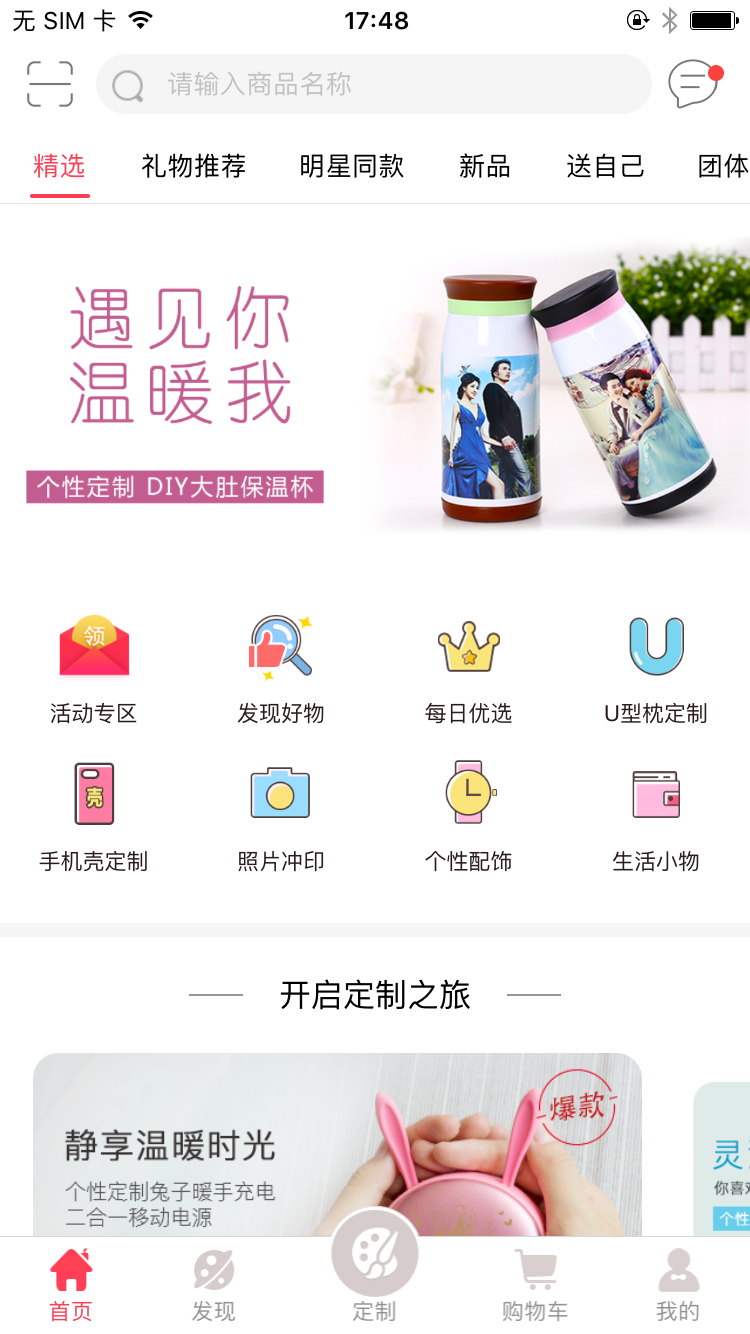 无 SIM 卡
17:48
请输入商品名称
精选 礼物推荐 明星同款 新品 送自己 团体
遇见你
温暖我
个性定制 DIY大肚保温杯
领
活动专区 发现好物 每日优选 U型枕定制
壳
手机壳定制 照片冲印 个性配饰 生活小物
开启定制之旅
爆款
静享温暖时光
个性定制兔子暖手充电
二合一移动电源
灵
你喜
个性
首页 发现 定制 购物车 我的